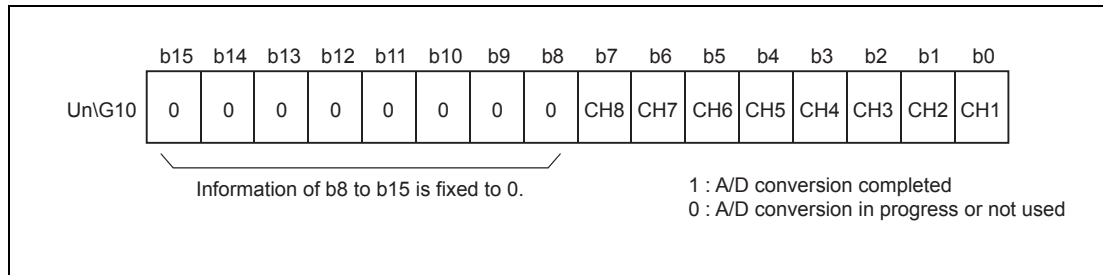 b15 b14 b13 b12 b11 b10 b9 b8 b7 b6 b5 b4 b3 b2 b1 b0
Un\G10 0 0 0 0 0 0 0 0 CH8 CH7 CH6 CH5 CH4 CH3 CH2 CH1
Information of b8 to b15 is fixed to 0.
1 : A/D conversion completed
0 : A/D conversion in progress or not used